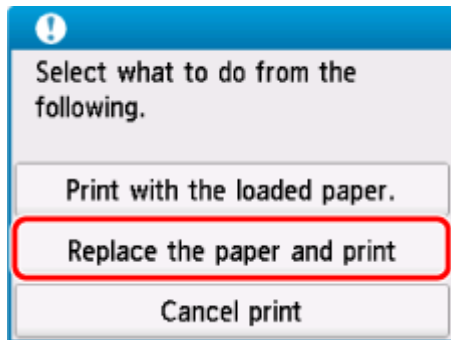 Select what to do from the
following.
Print with the loaded paper.
Replace the paper and print
Cancel print